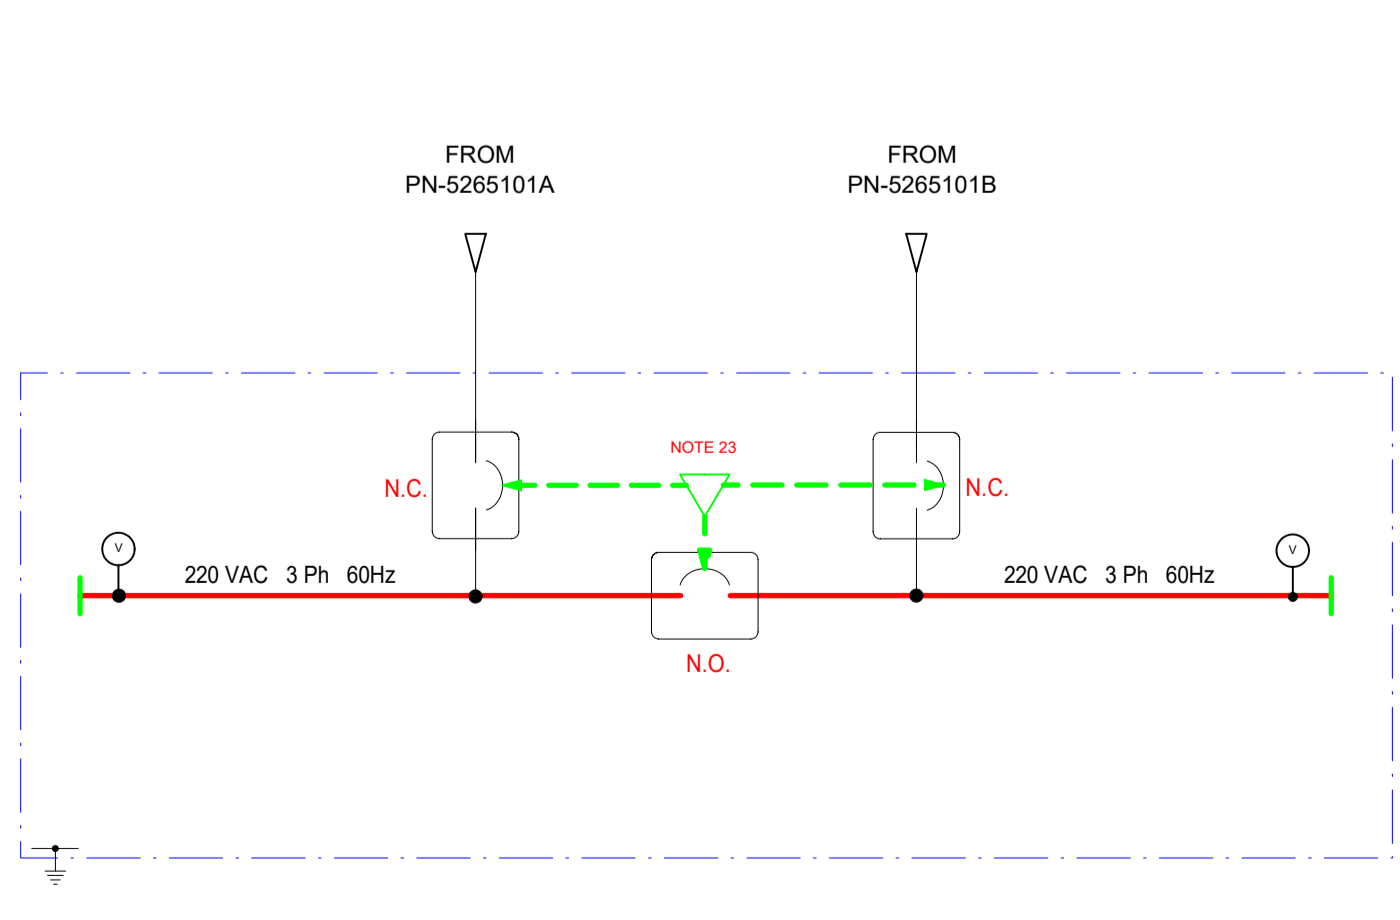 FROM
PN-5265101A
FROM
PN-5265101B
NOTE 23
N.C.
N.C.
V
V
220 VAC 3 Ph 60Hz
220 VAC 3 Ph 60Hz
N.O.